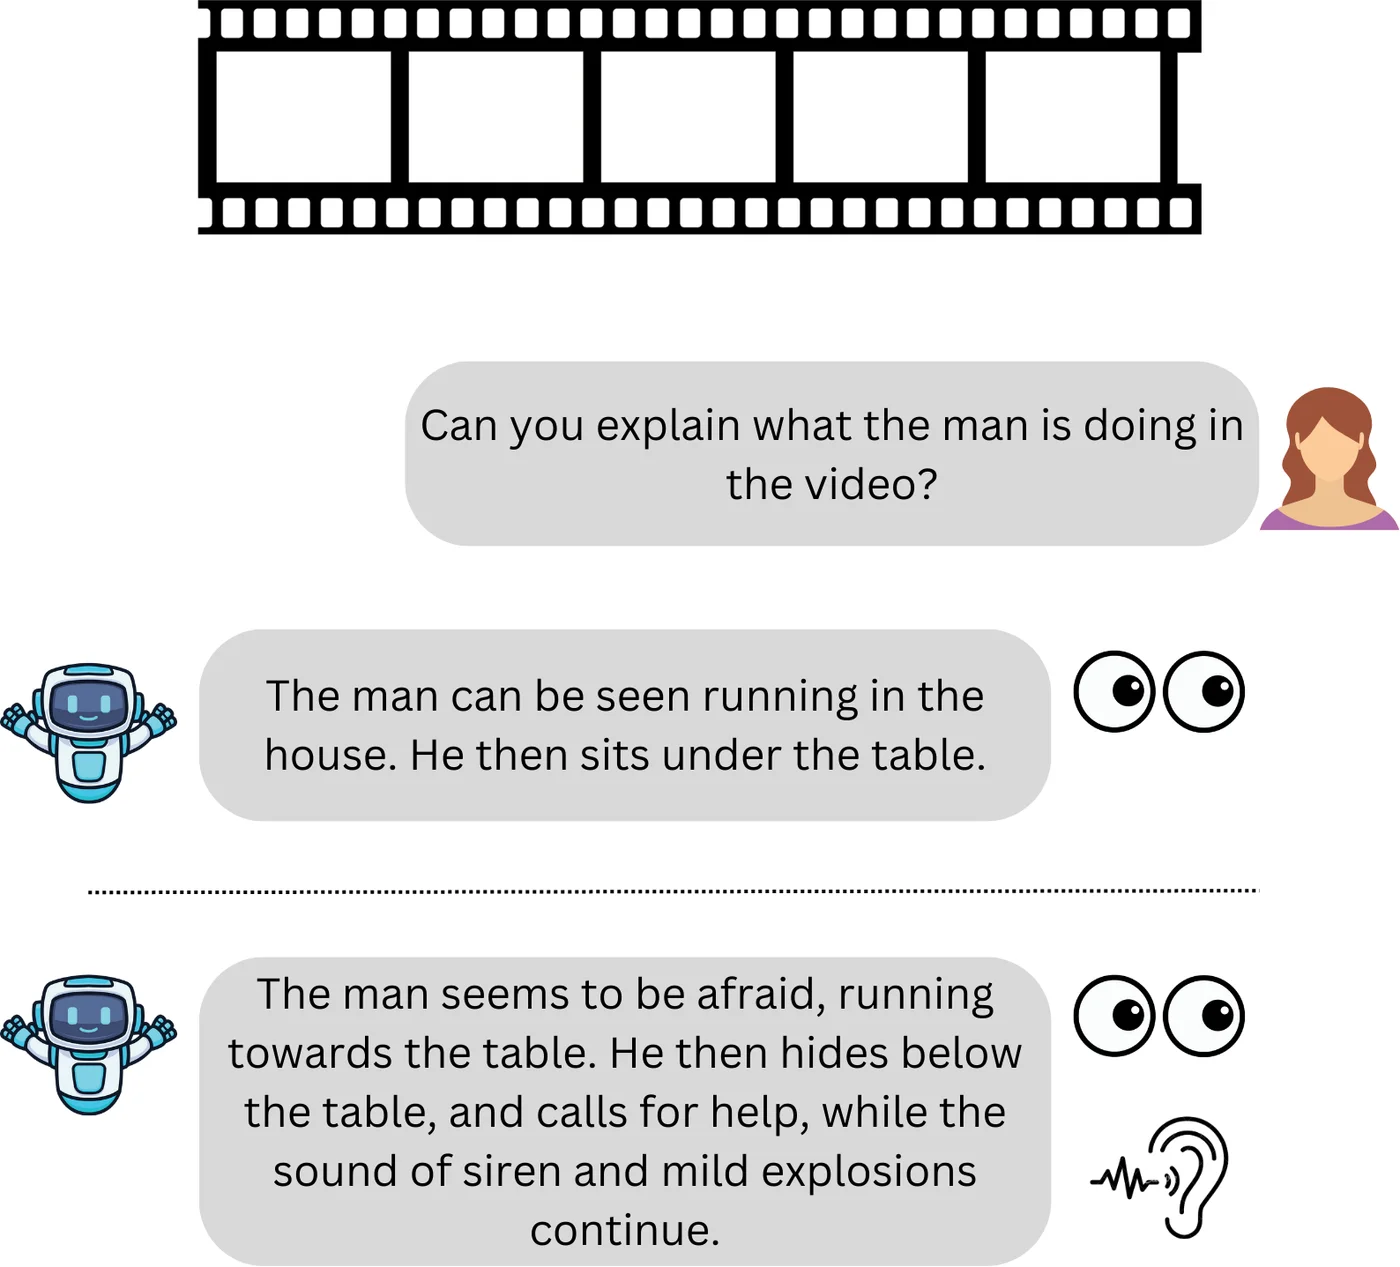 Can you explain what the man is doing in
the video?
The man can be seen running in the
house. He then sits under the table.
The man seems to be afraid, running
towards the table. He then hides below
the table, and calls for help, while the
sound of siren and mild explosions
continue.